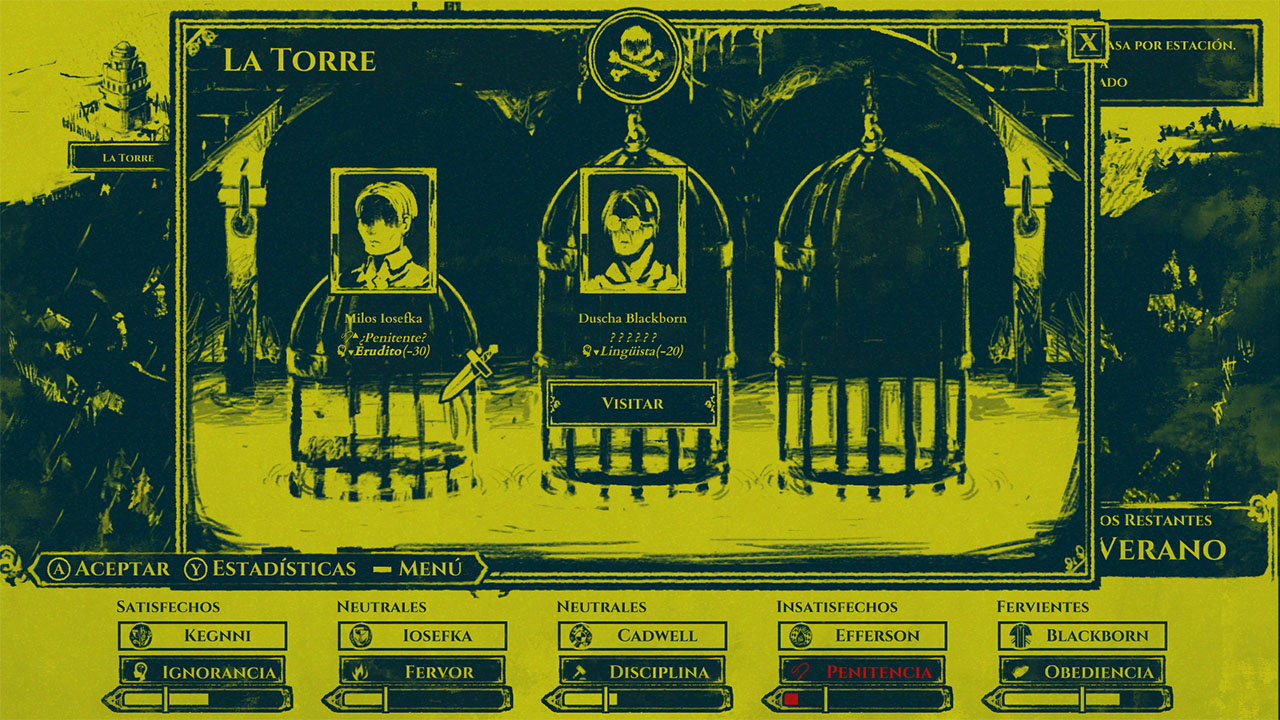 LA TORRE
X
ASA POR ESTACIÓN.
ADO
LA TORRE
Milos Iosefka
¿Penitente?
Erudito(-30)
Duscha Blackborn
? ? ? ? ? ?
Lingüista(-20)
VISITAR
OS RESTANTES
VERANO
A ACEPTAR Y ESTADÍSTICAS MENÚ
SATISFECHOS
KEGNNI
IGNORANCIA
NEUTRALES
IOSEFKA
FERVOR
NEUTRALES
CADWELL
DISCIPLINA
INSATISFECHOS
EFFERSON
PENITENCIA
FERVIENTES
BLACKBORN
OBEDIENCIA